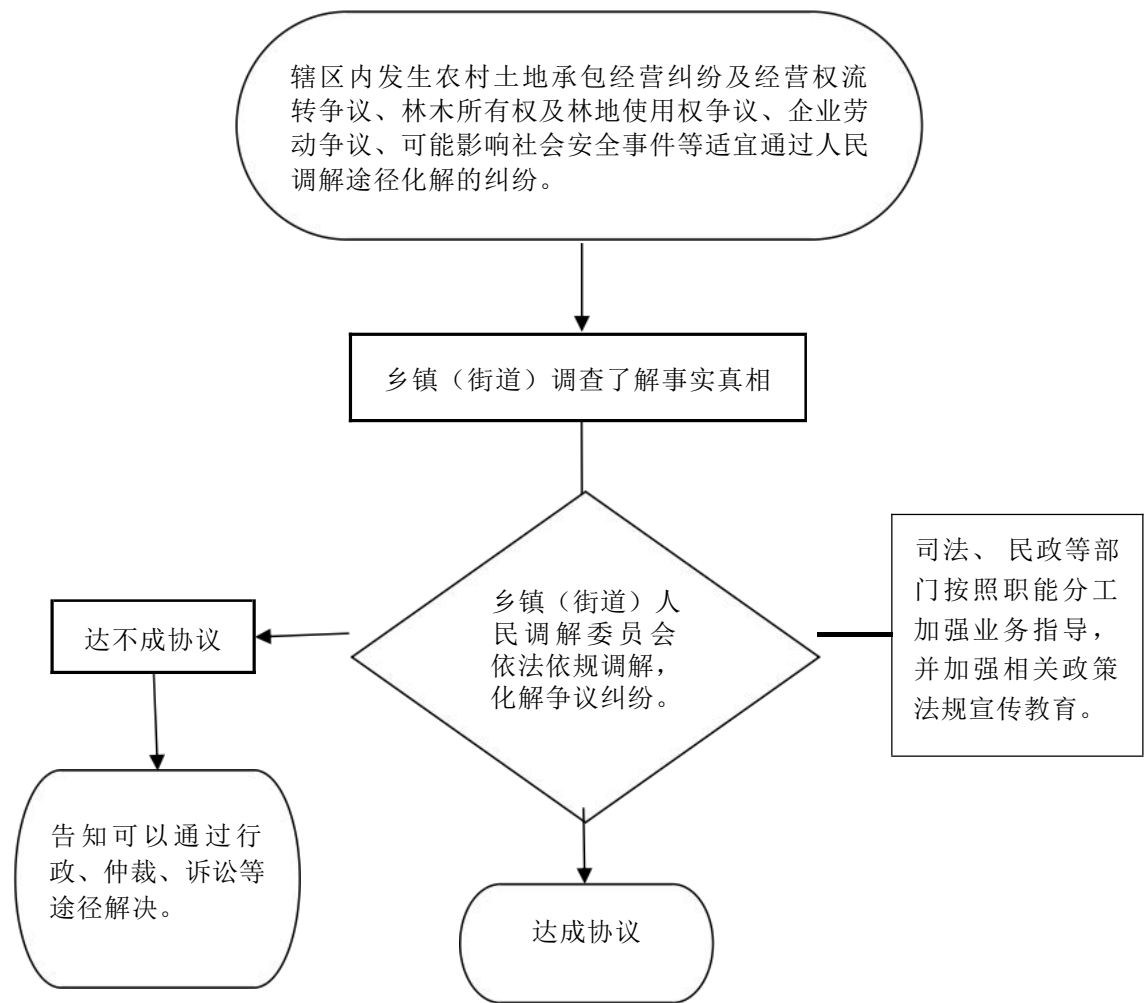 辖区内发生农村土地承包经营纠纷及经营权流
转争议、林木所有权及林地使用权争议、企业劳
动争议、可能影响社会安全事件等适宜通过人民
调解途径化解的纠纷。
乡镇（街道）调查了解事实真相
乡镇（街道）人
民调解委员会
依法依规调解，
化解争议纠纷。
司法、 民政等部
门按照职能分工
加强业务指导，
并加强相关政策
法规宣传教育。
达不成协议
告知可以通过行
政、仲裁、诉讼等
途径解决。
达成协议